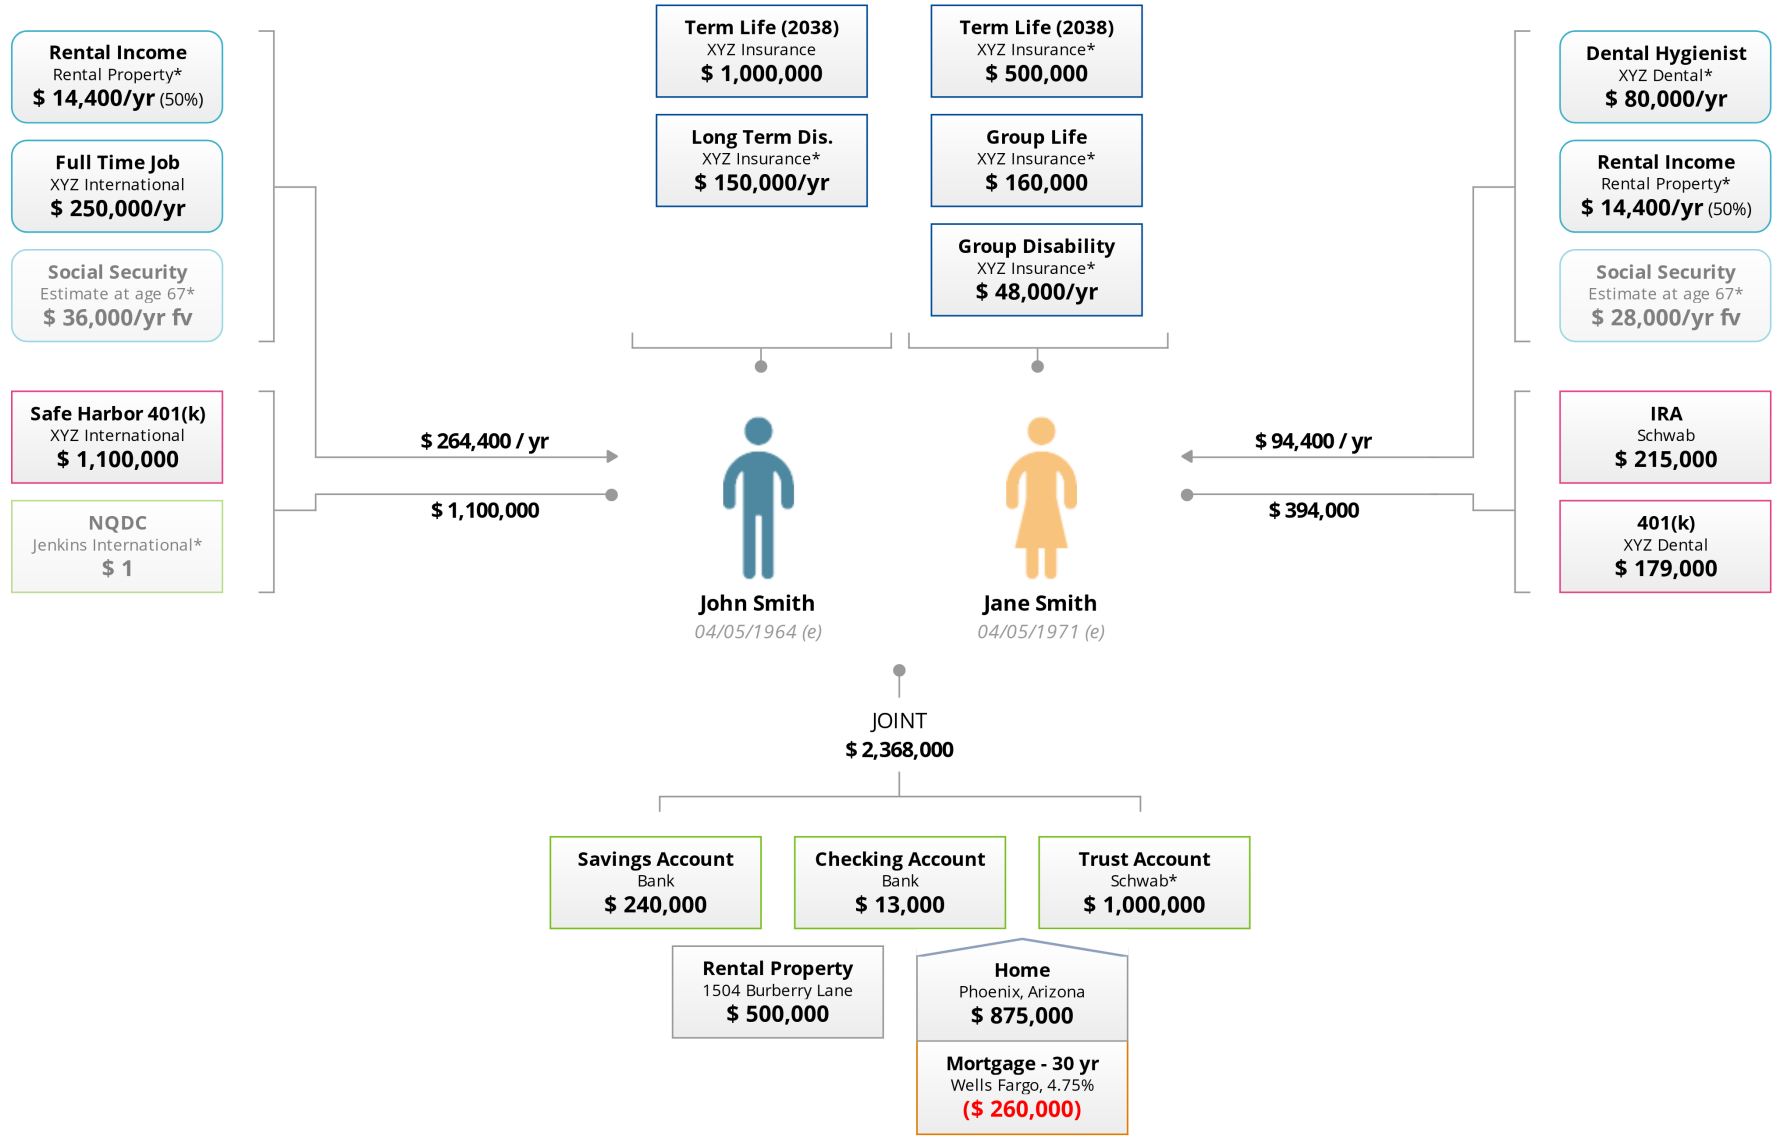 Rental Income
Rental Property*
$ 14,400/yr (50%)
Full Time Job
XYZ International
$ 250,000/yr
Social Security
Estimate at age 67*
$ 36,000/yr fv
Safe Harbor 401(k)
XYZ International
$ 1,100,000
NQDC
Jenkins International*
$ 1
$ 264,400 / yr
$ 1,100,000
Term Life (2038)
XYZ Insurance
$ 1,000,000
Long Term Dis.
XYZ Insurance*
$ 150,000/yr
Term Life (2038)
XYZ Insurance*
$ 500,000
Group Life
XYZ Insurance*
$ 160,000
Group Disability
XYZ Insurance*
$ 48,000/yr
John Smith
04/05/1964 (e)
Jane Smith
04/05/1971 (e)
$ 94,400 / yr
$ 394,000
Dental Hygienist
XYZ Dental*
$ 80,000/yr
Rental Income
Rental Property*
$ 14,400/yr (50%)
Social Security
Estimate at age 67*
$ 28,000/yr fv
IRA
Schwab
$ 215,000
401(k)
XYZ Dental
$ 179,000
JOINT
$ 2,368,000
Savings Account
Bank
$ 240,000
Checking Account
Bank
$ 13,000
Trust Account
Schwab*
$ 1,000,000
Rental Property
1504 Burberry Lane
$ 500,000
Home
Phoenix, Arizona
$ 875,000
Mortgage - 30 yr
Wells Fargo, 4.75%
($ 260,000)